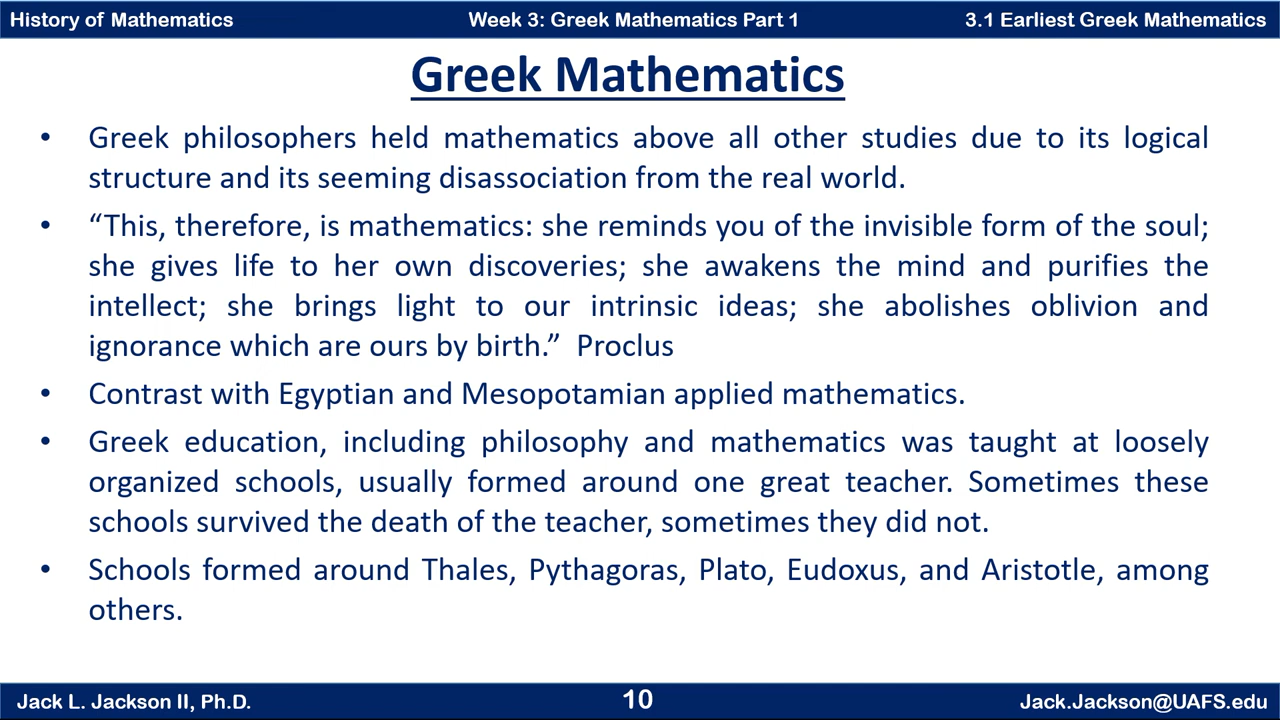 History of Mathematics Week 3: Greek Mathematics Part 1 3.1 Earliest Greek Mathematics
Greek Mathematics
• Greek philosophers held mathematics above all other studies due to its logical
structure and its seeming disassociation from the real world.
• “This, therefore, is mathematics: she reminds you of the invisible form of the soul;
she gives life to her own discoveries; she awakens the mind and purifies the
intellect; she brings light to our intrinsic ideas; she abolishes oblivion and
ignorance which are ours by birth.” Proclus
• Contrast with Egyptian and Mesopotamian applied mathematics.
• Greek education, including philosophy and mathematics was taught at loosely
organized schools, usually formed around one great teacher. Sometimes these
schools survived the death of the teacher, sometimes they did not.
• Schools formed around Thales, Pythagoras, Plato, Eudoxus, and Aristotle, among
others.
Jack L. Jackson II, Ph.D. 10 Jack.Jackson@UAFS.edu